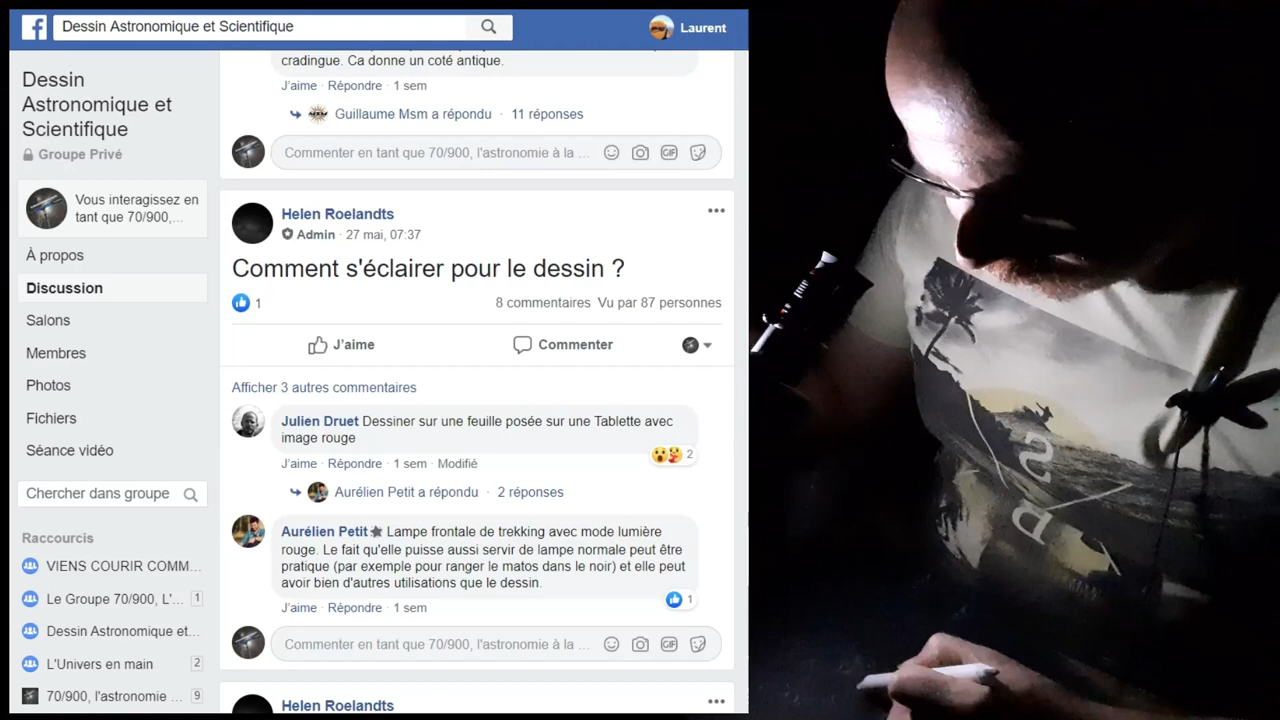 Dessin Astronomique et Scientifique
Laurent
Dessin
Astronomique et
Scientifique
Groupe Privé
Vous interagissez en
tant que 70/900,...
À propos
Discussion
Salons
Membres
Photos
Fichiers
Séance vidéo
Chercher dans groupe
Raccourcis
VIENS COURIR COMM...
Le Groupe 70/900, L'... 1
Dessin Astronomique et...
L'Univers en main 2
70/900, l'astronomie ... 9
cradingue. Ca donne un coté antique.
J'aime · Répondre · 1 sem
Guillaume Msm a répondu · 11 réponses
Commenter en tant que 70/900, l'astronomie à la ...
GIF
Helen Roelandts
Admin · 27 mai, 07:37
Comment s'éclairer pour le dessin ?
1
8 commentaires Vu par 87 personnes
J'aime
Commenter
Afficher 3 autres commentaires
Julien Druet Dessiner sur une feuille posée sur une Tablette avec
image rouge
2
J'aime · Répondre · 1 sem · Modifié
Aurélien Petit a répondu · 2 réponses
Aurélien Petit Lampe frontale de trekking avec mode lumière
rouge. Le fait qu'elle puisse aussi servir de lampe normale peut être
pratique (par exemple pour ranger le matos dans le noir) et elle peut
avoir bien d'autres utilisations que le dessin.
1
J'aime · Répondre · 1 sem
Commenter en tant que 70/900, l'astronomie à la ...
GIF
Helen Roelandts